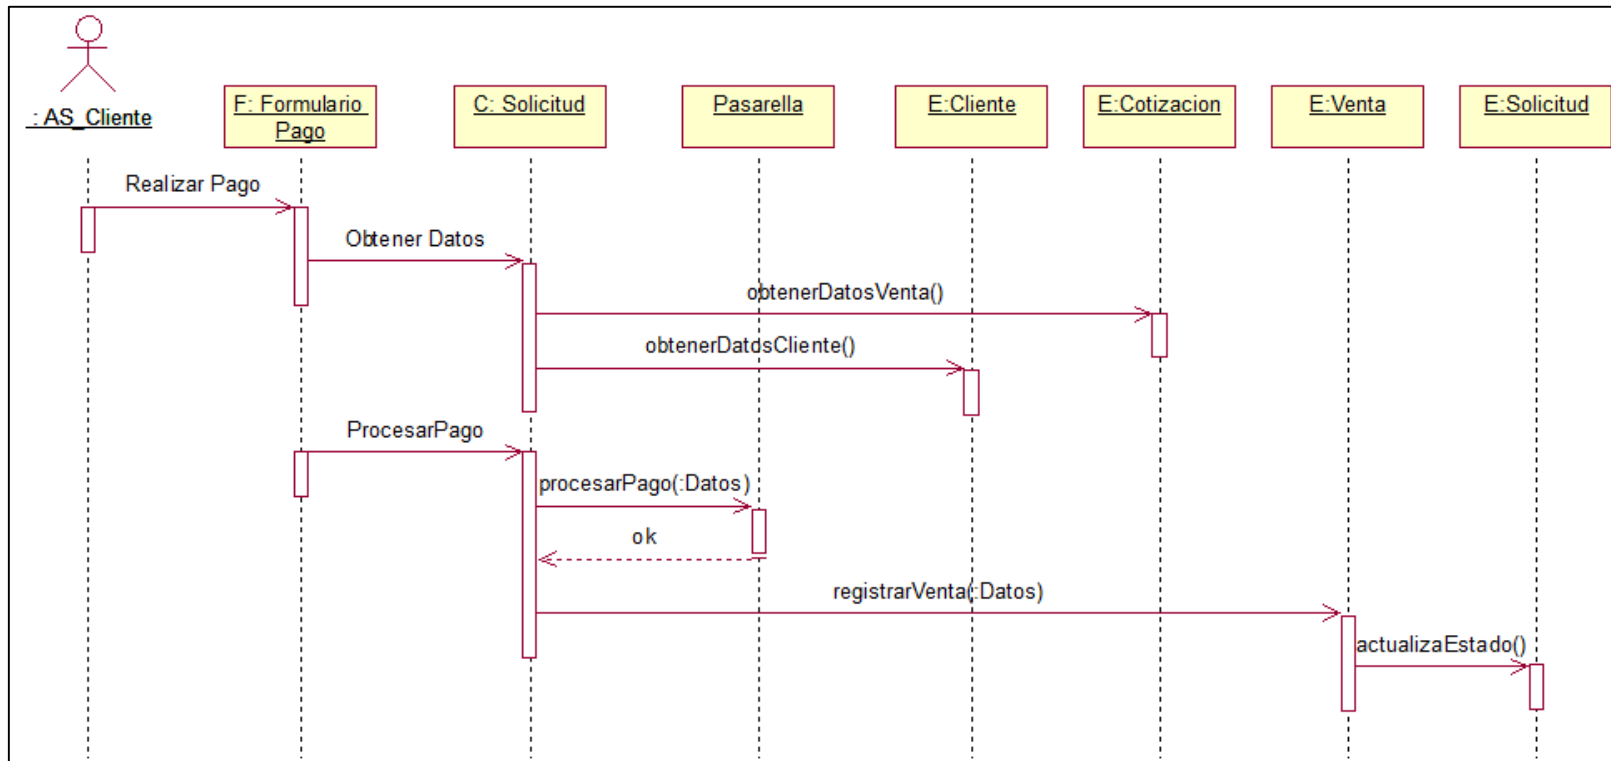 : AS_Cliente
F: Formulario
Pago
C: Solicitud
Pasarella
E:Cliente
E:Cotizacion
E:Venta
E:Solicitud
Realizar Pago
Obtener Datos
obtenerDatosVenta()
obtenerDatosCliente()
ProcesarPago
procesarPago(:Datos)
ok
registrarVenta(:Datos)
actualizaEstado()